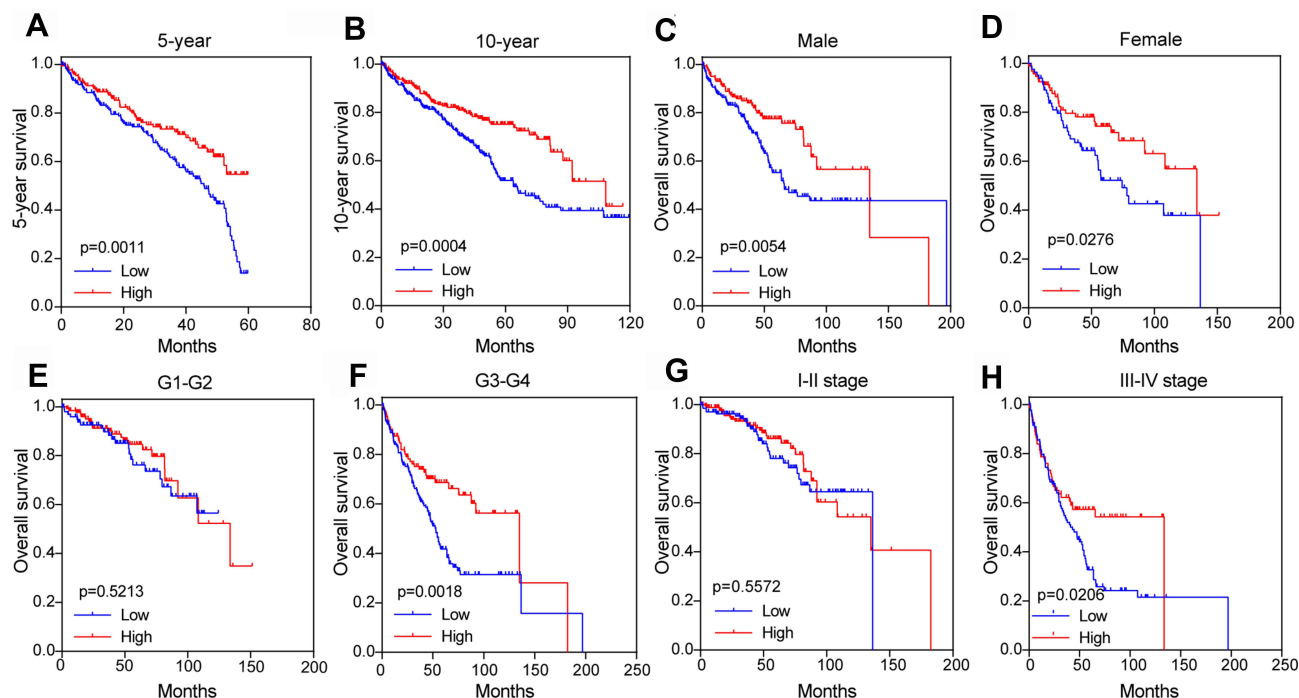 A
5-year
5-year survival
1.0
0.8
0.6
0.4
0.2
0.0
p=0.0011
Low
High
0 20 40 60 80
Months
B
10-year
10-year survival
1.0
0.8
0.6
0.4
0.2
0.0
p=0.0004
Low
High
0 30 60 90 120
Months
C
Male
Overall survival
1.0
0.8
0.6
0.4
0.2
0.0
p=0.0054
Low
High
0 50 100 150 200
Months
D
Female
Overall survival
1.0
0.8
0.6
0.4
0.2
0.0
p=0.0276
Low
High
0 50 100 150 200
Months
E
G1-G2
Overall survival
1.0
0.8
0.6
0.4
0.2
0.0
p=0.5213
Low
High
0 50 100 150 200
Months
F
G3-G4
Overall survival
1.0
0.8
0.6
0.4
0.2
0.0
p=0.0018
Low
High
0 50 100 150 200 250
Months
G
I-II stage
Overall survival
1.0
0.8
0.6
0.4
0.2
0.0
p=0.5572
Low
High
0 50 100 150 200
Months
H
III-IV stage
Overall survival
1.0
0.8
0.6
0.4
0.2
0.0
p=0.0206
Low
High
0 50 100 150 200 250
Months